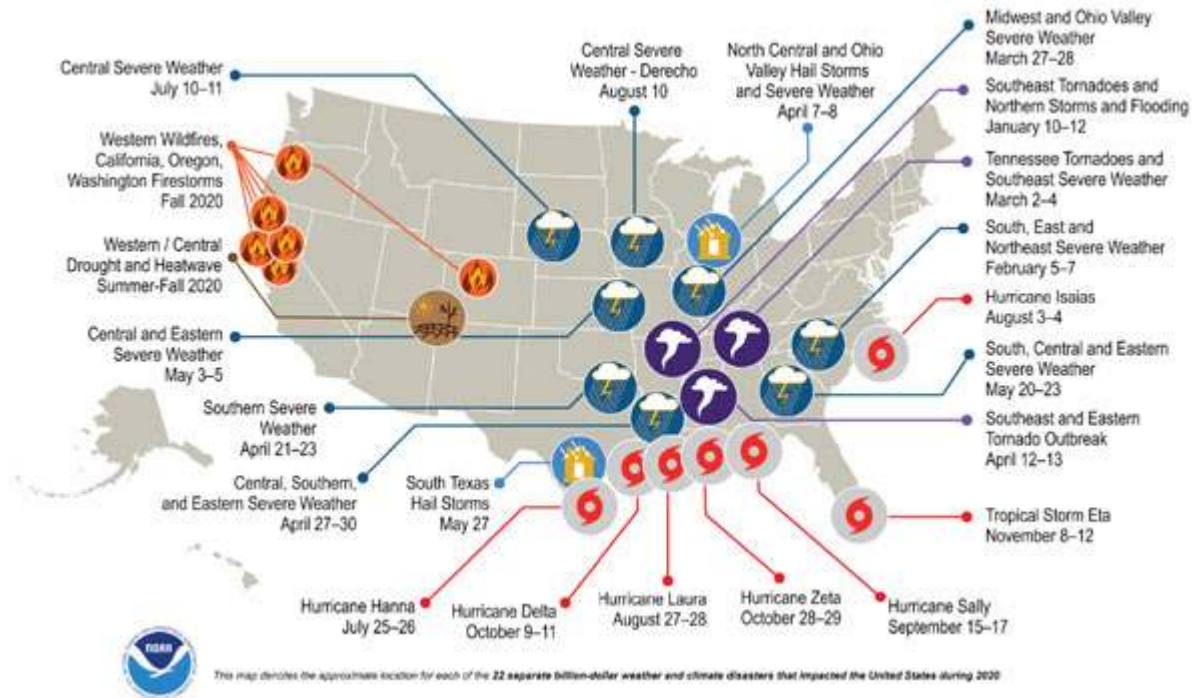 Central Severe Weather
July 10–11
Western Wildfires,
California, Oregon,
Washington Firestorms
Fall 2020
Western / Central
Drought and Heatwave
Summer-Fall 2020
Central and Eastern
Severe Weather
May 3–5
Southern Severe
Weather
April 21–23
Central, Southern,
and Eastern Severe Weather
April 27–30
South Texas
Hail Storms
May 27
Central Severe
Weather - Derecho
August 10
North Central and Ohio
Valley Hail Storms
and Severe Weather
April 7–8
Midwest and Ohio Valley
Severe Weather
March 27–28
Southeast Tornadoes and
Northern Storms and Flooding
January 10–12
Tennessee Tornadoes and
Southeast Severe Weather
March 2–4
South, East and
Northeast Severe Weather
February 5–7
Hurricane Isaias
August 3–4
South, Central and Eastern
Severe Weather
May 20–23
Southeast and Eastern
Tornado Outbreak
April 12–13
Tropical Storm Eta
November 8–12
Hurricane Hanna
July 25–26
Hurricane Delta
October 9–11
Hurricane Laura
August 27–28
Hurricane Zeta
October 28–29
Hurricane Sally
September 15–17
NOAA
This map denotes the approximate location for each of the 22 separate billion-dollar weather and climate disasters that impacted the United States during 2020